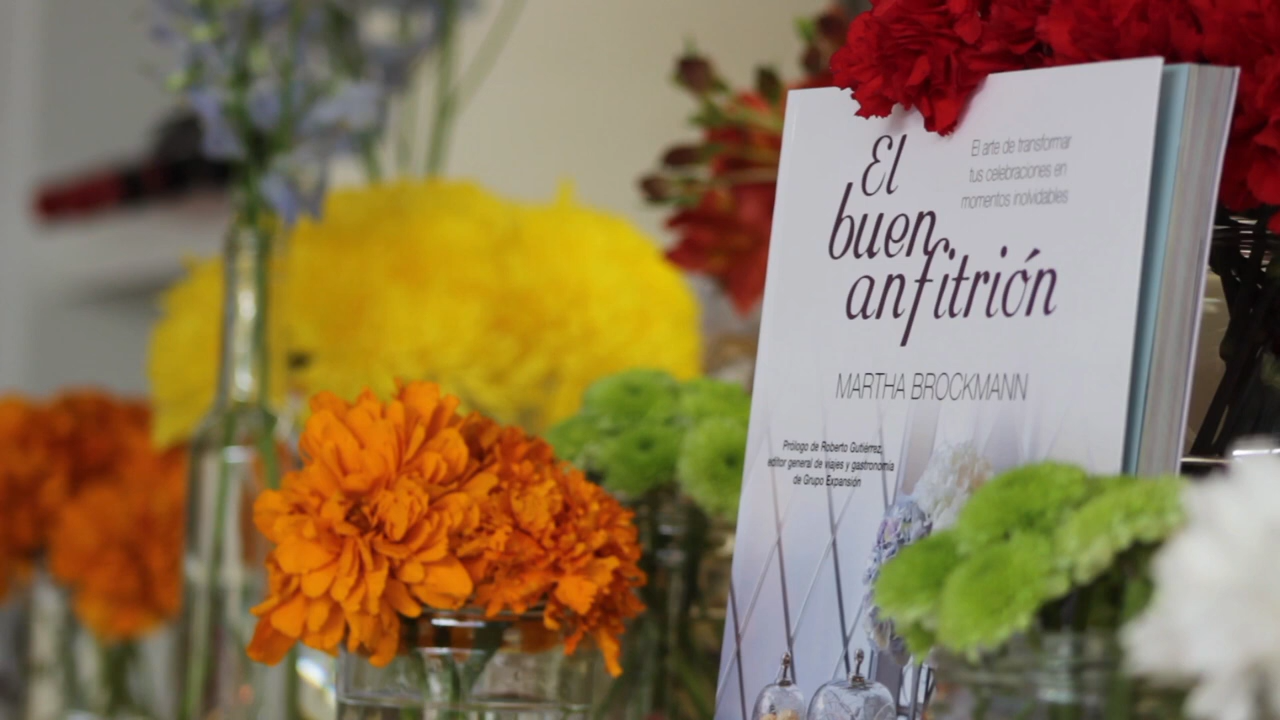 El
buen
anfitrión
El arte de transformar
tus celebraciones en
momentos inolvidables
MARTHA BROCKMANN
Prólogo de Roberto Gutiérrez,
editor general de viajes y gastronomía
de Grupo Expansión